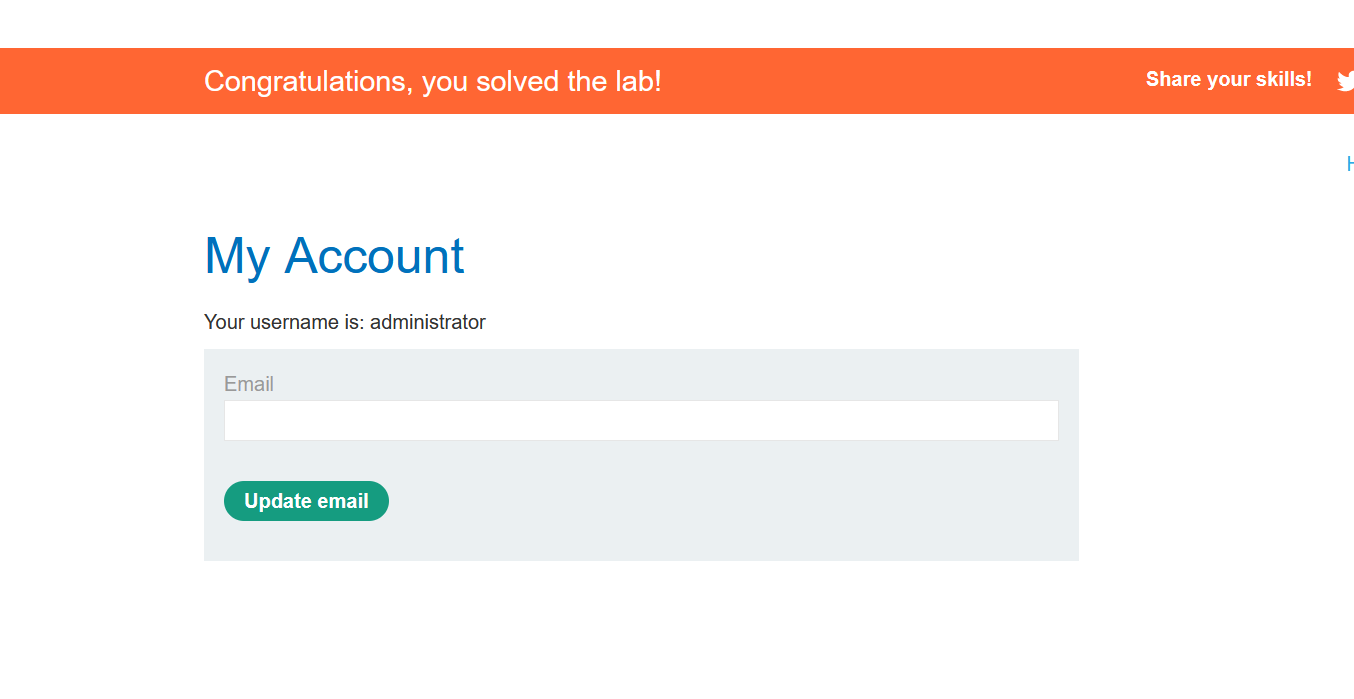 Congratulations, you solved the lab!
Share your skills!
My Account
Your username is: administrator
Email
Update email